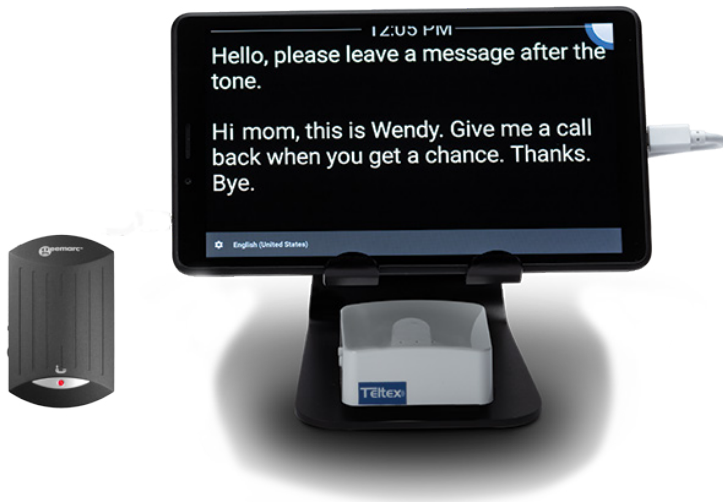 12:05 PM
Hello, please leave a message after the
tone.
Hi mom, this is Wendy. Give me a call
back when you get a chance. Thanks.
Bye.
English (United States)
Geemarc
Teltex